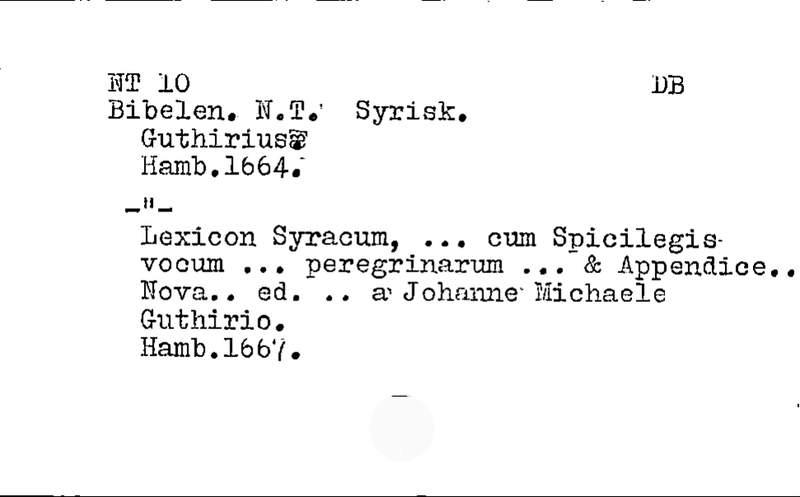 NT 10 DB
Bibelen. N.T. Syrisk.
Guthirius
Hamb.1664.
_"_
Lexicon Syracum, ... cum Spicilegis
vocum ... peregrinarum ... & Appendice..
Nova.. ed. .. a Johanne Michaele
Guthirio.
Hamb.1667.